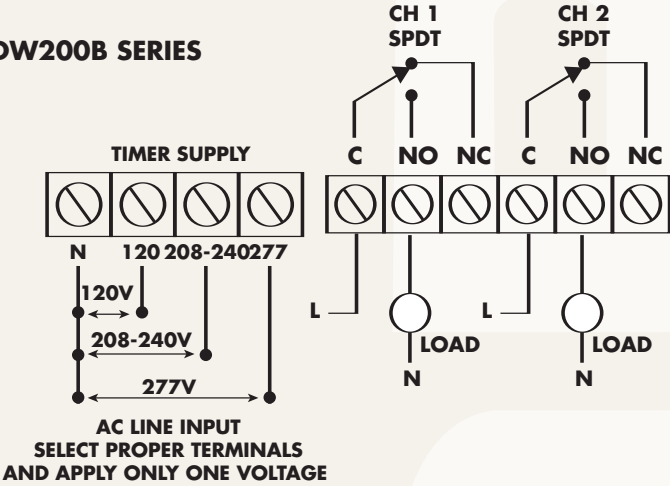 CH 1
SPDT
CH 2
SPDT
DW200B SERIES
TIMER SUPPLY
C NO NC C NO NC
N 120 208-240 277
120V
208-240V
277V
L
LOAD
N
L
LOAD
N
AC LINE INPUT
SELECT PROPER TERMINALS
AND APPLY ONLY ONE VOLTAGE